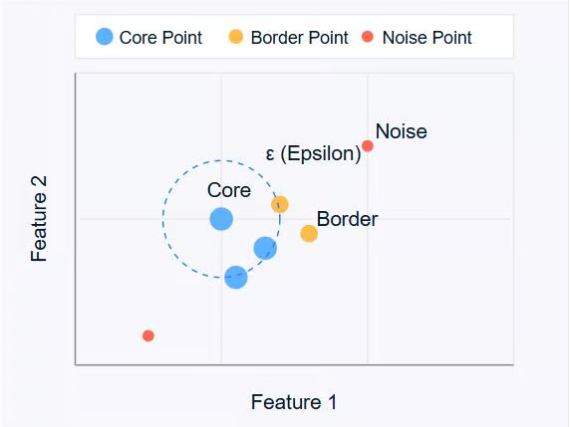 Core Point Border Point Noise Point
Noise
ε (Epsilon)
Core
Border
Feature 2
Feature 1